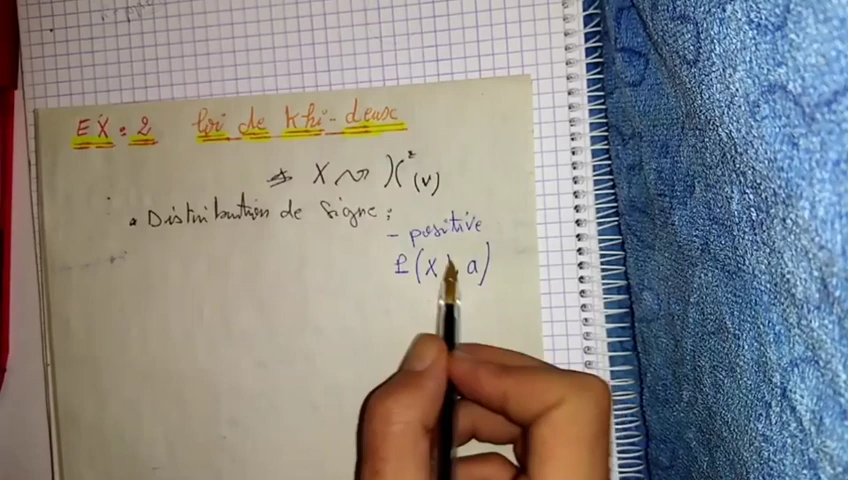 EX: 2 loi de Khi-deux
X ⤳ χ² (v)
• Distribution de signe :
- positive
P(X a)